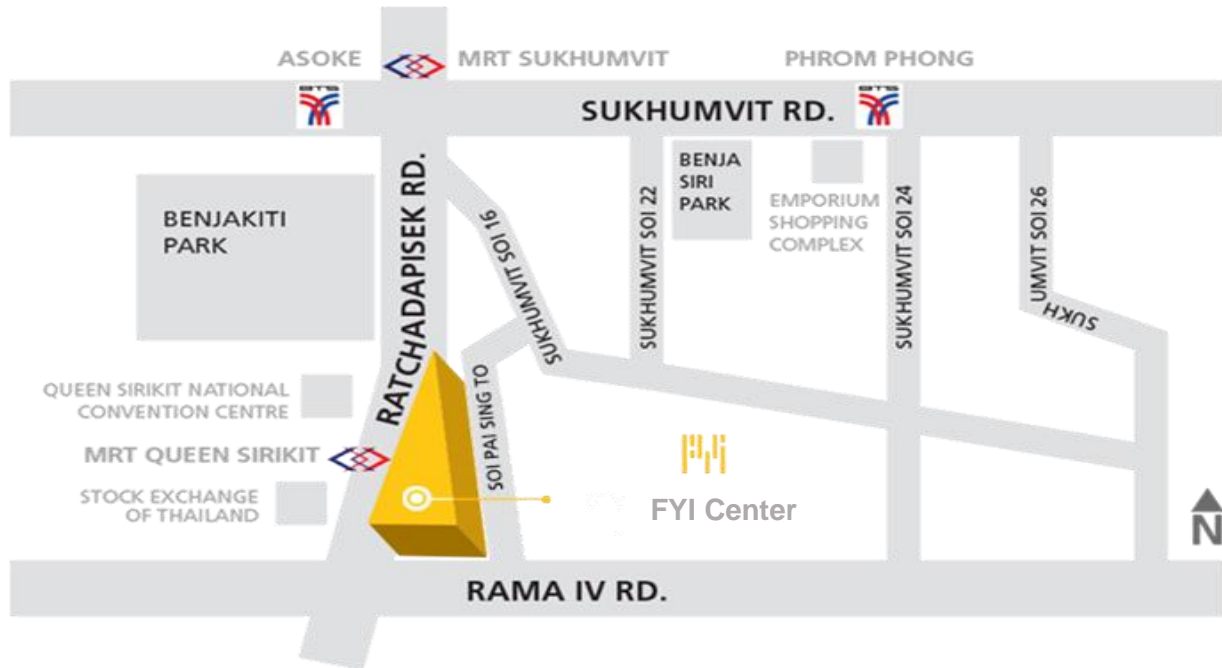 ASOKE
MRT SUKHUMVIT
PHROM PHONG
BTS
BTS
SUKHUMVIT RD.
BENJAKITI
PARK
RATCHADAPISEK RD.
SUKHUMVIT SOI 16
SUKHUMVIT SOI 22
BENJA
SIRI
PARK
EMPORIUM
SHOPPING
COMPLEX
SUKHUMVIT SOI 24
UMVIT SOI 26
SUKH
QUEEN SIRIKIT NATIONAL
CONVENTION CENTRE
SOI PAI SING TO
MRT QUEEN SIRIKIT
STOCK EXCHANGE
OF THAILAND
FYI Center
N
RAMA IV RD.